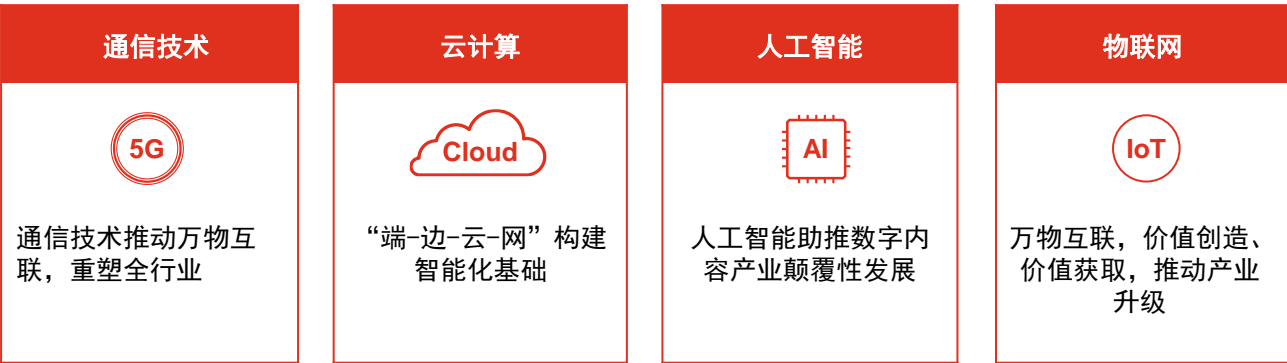 通信技术
5G
通信技术推动万物互
联，重塑全行业
云计算
Cloud
“端-边-云-网”构建
智能化基础
人工智能
AI
人工智能助推数字内
容产业颠覆性发展
物联网
IoT
万物互联，价值创造、
价值获取，推动产业
升级